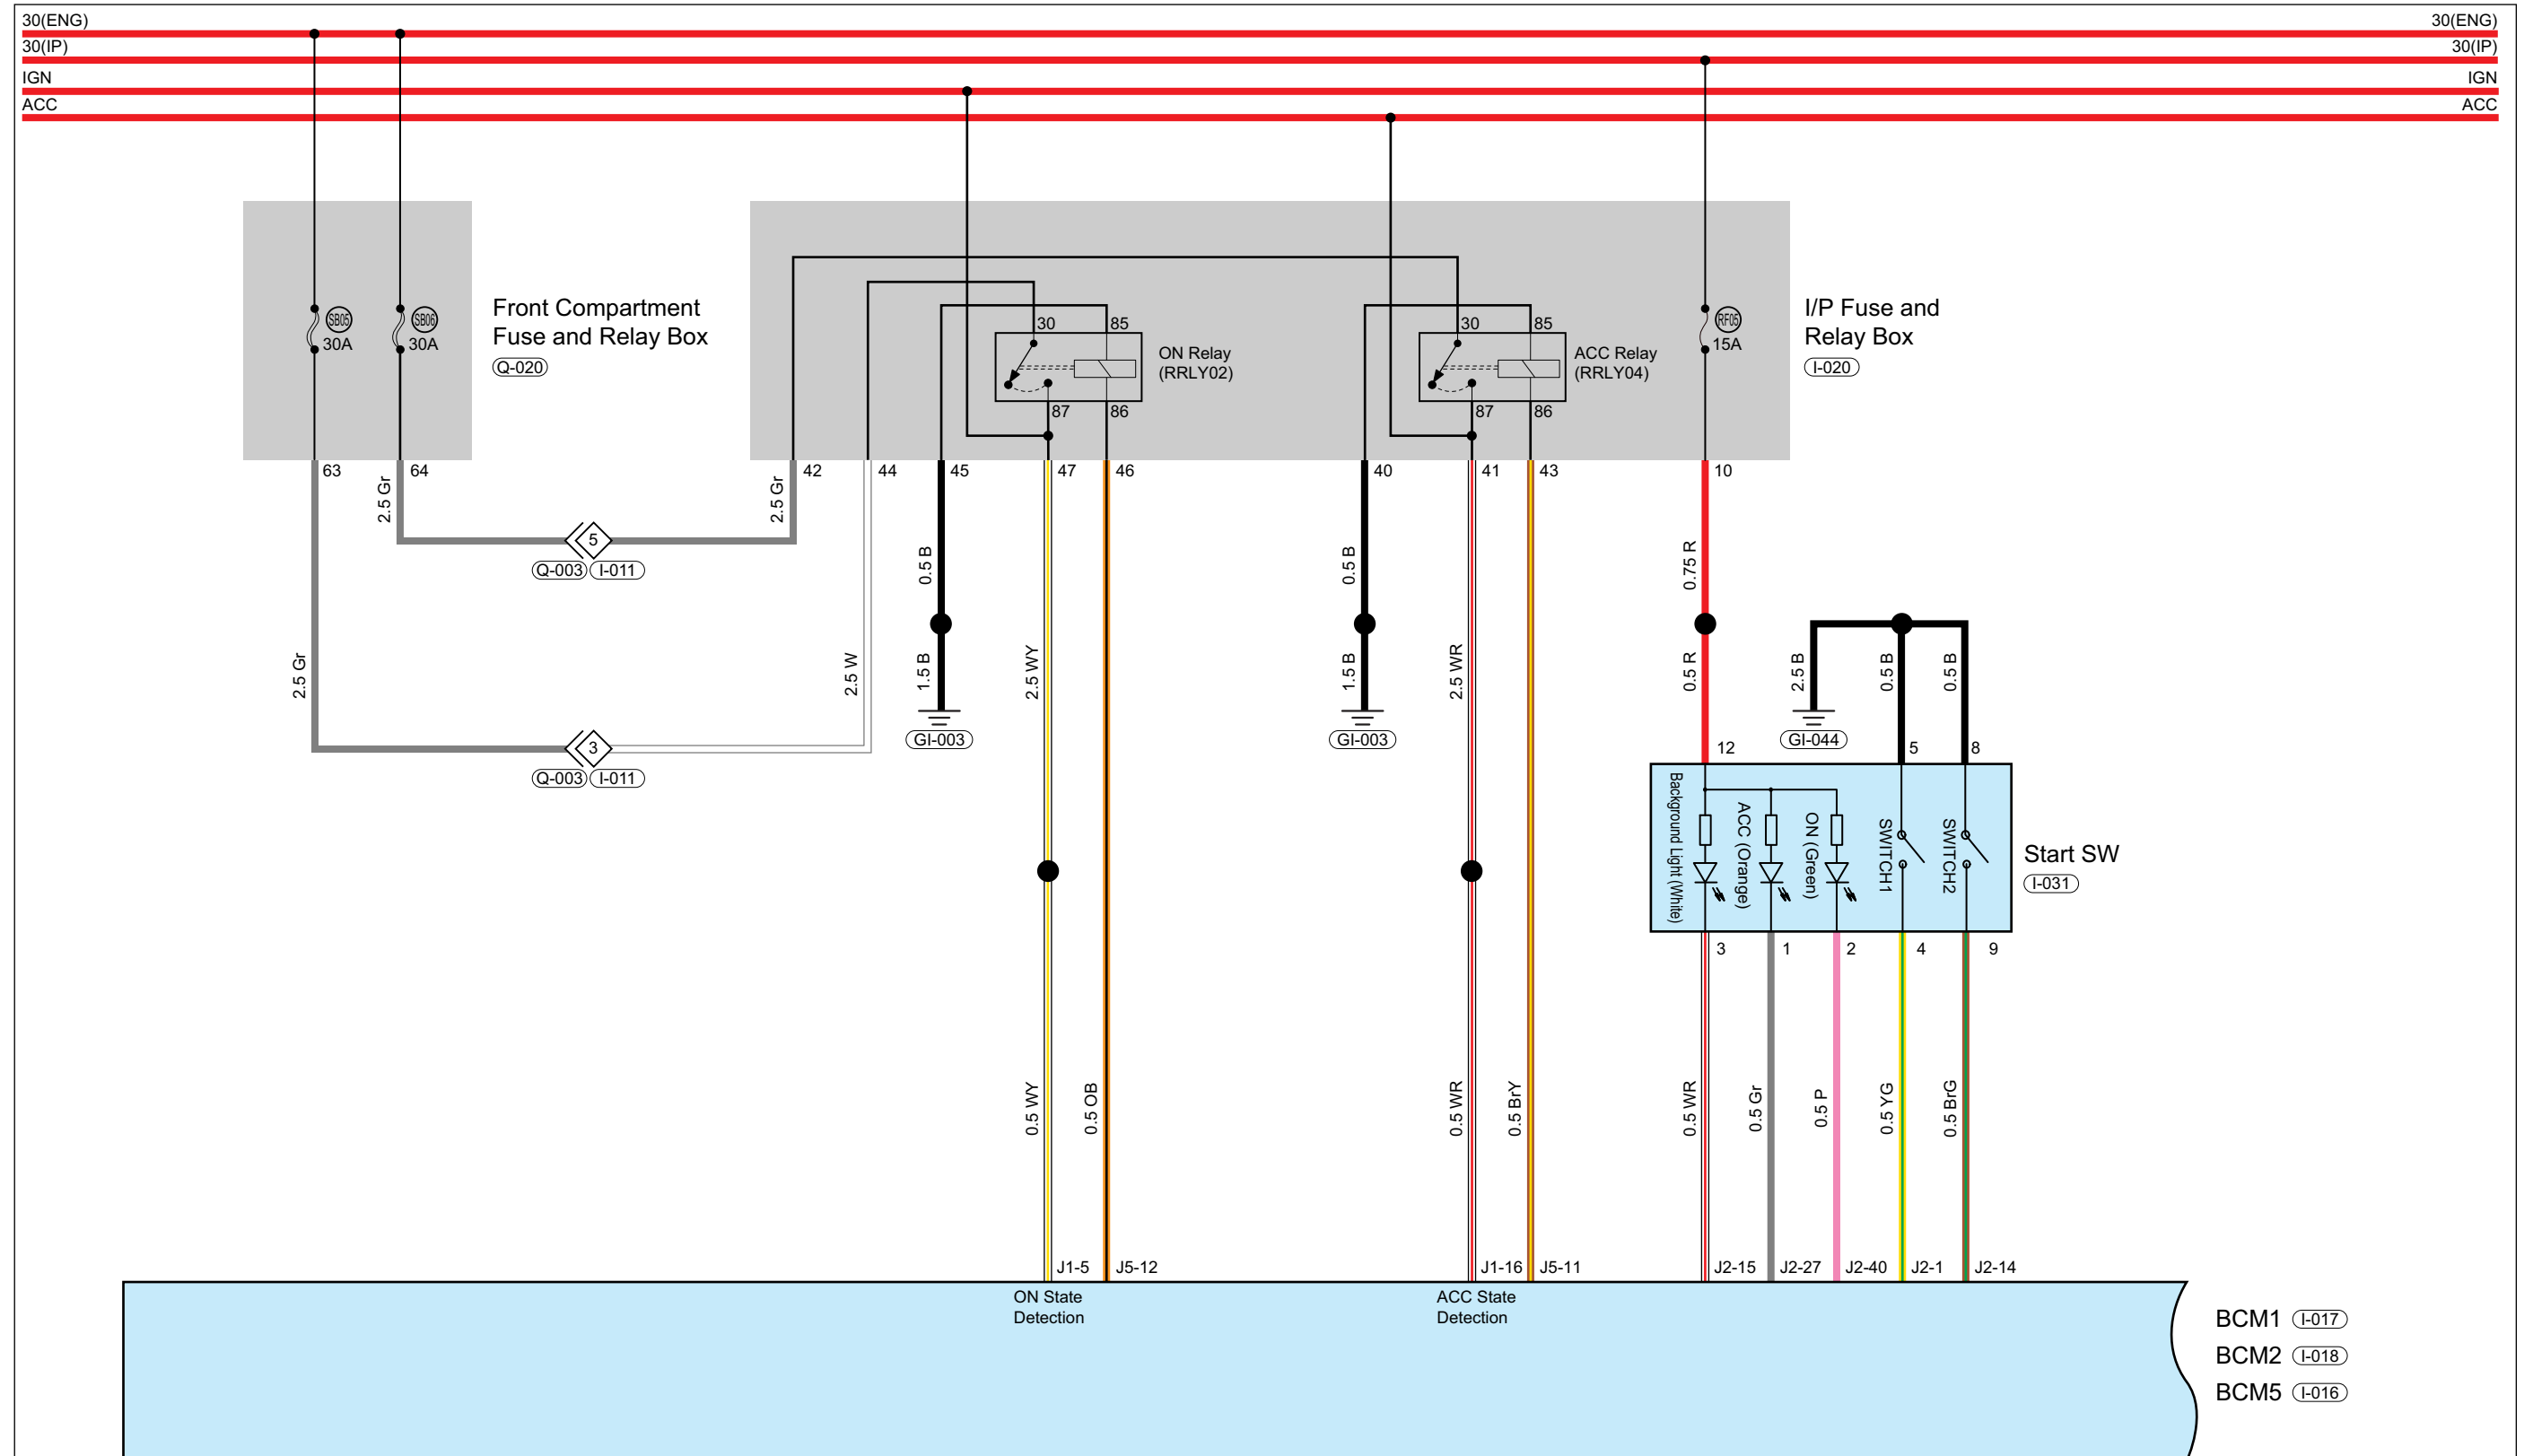 30(ENG)
30(ENG)
30(IP)
30(IP)
IGN
IGN
ACC
ACC
Front Compartment
Fuse and Relay Box
Q-020
SB05
30A
SB06
30A
30
85
ON Relay
(RRLY02)
87
86
30
85
ACC Relay
(RRLY04)
87
86
RF05
15A
I/P Fuse and
Relay Box
I-020
63
64
42
44
45
47
46
40
41
43
10
2.5 Gr
2.5 Gr
5
Q-003
I-011
0.5 B
0.5 B
0.75 R
2.5 Gr
2.5 W
1.5 B
2.5 WY
1.5 B
2.5 WR
0.5 R
2.5 B
0.5 B
0.5 B
GI-003
GI-003
GI-044
3
Q-003
I-011
12
5
8
Background Light (White)
ACC (Orange)
ON (Green)
SWITCH1
SWITCH2
Start SW
I-031
3
1
2
4
9
0.5 WY
0.5 OB
0.5 WR
0.5 BrY
0.5 WR
0.5 Gr
0.5 P
0.5 YG
0.5 BrG
J1-5
J5-12
J1-16
J5-11
J2-15
J2-27
J2-40
J2-1
J2-14
ON State
Detection
ACC State
Detection
BCM1 I-017
BCM2 I-018
BCM5 I-016